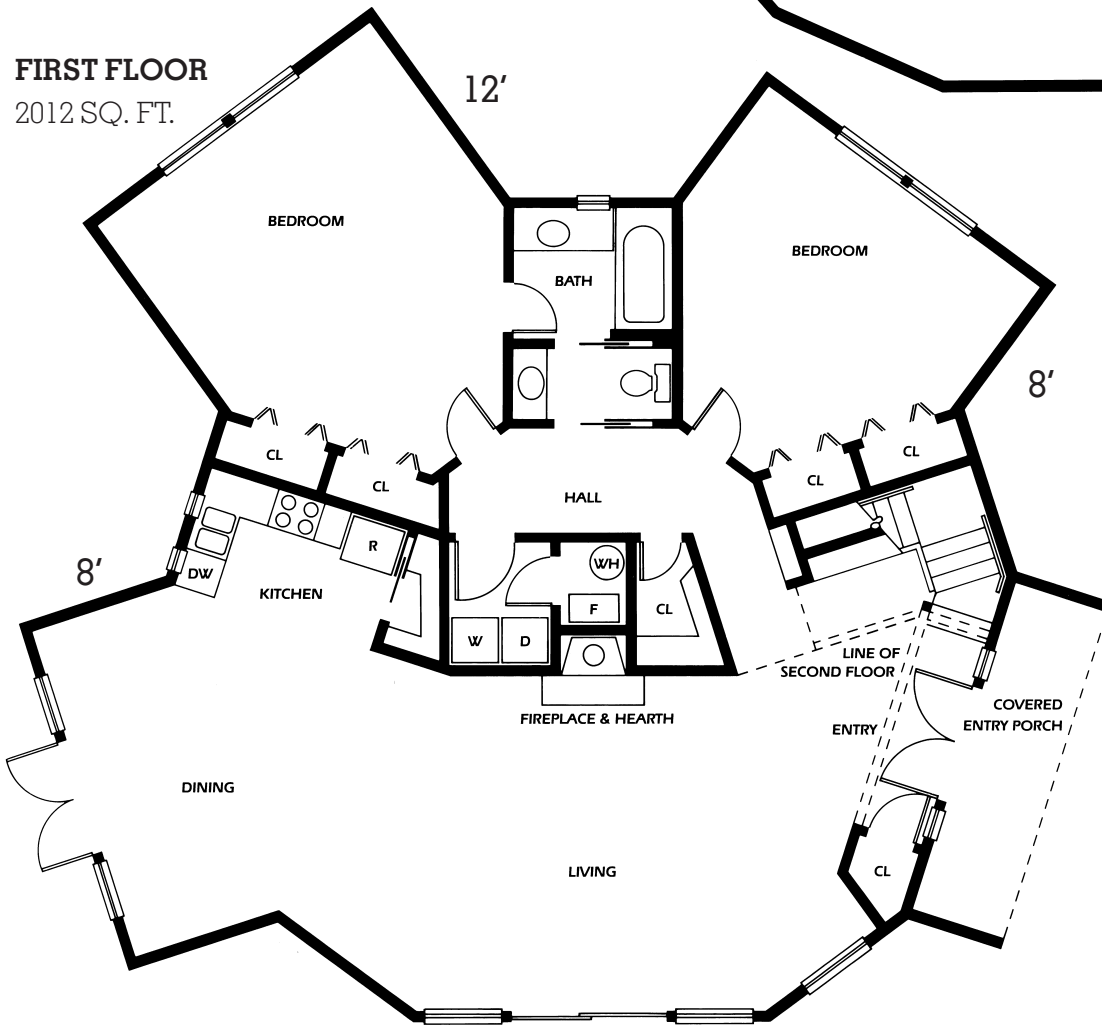 FIRST FLOOR
2012 SQ. FT.
12′
BEDROOM
BEDROOM
BATH
8′
CL
CL
CL
CL
HALL
R
WH
8′
DW
KITCHEN
F
CL
W
D
LINE OF
SECOND FLOOR
COVERED
ENTRY PORCH
FIREPLACE & HEARTH
ENTRY
DINING
LIVING
CL